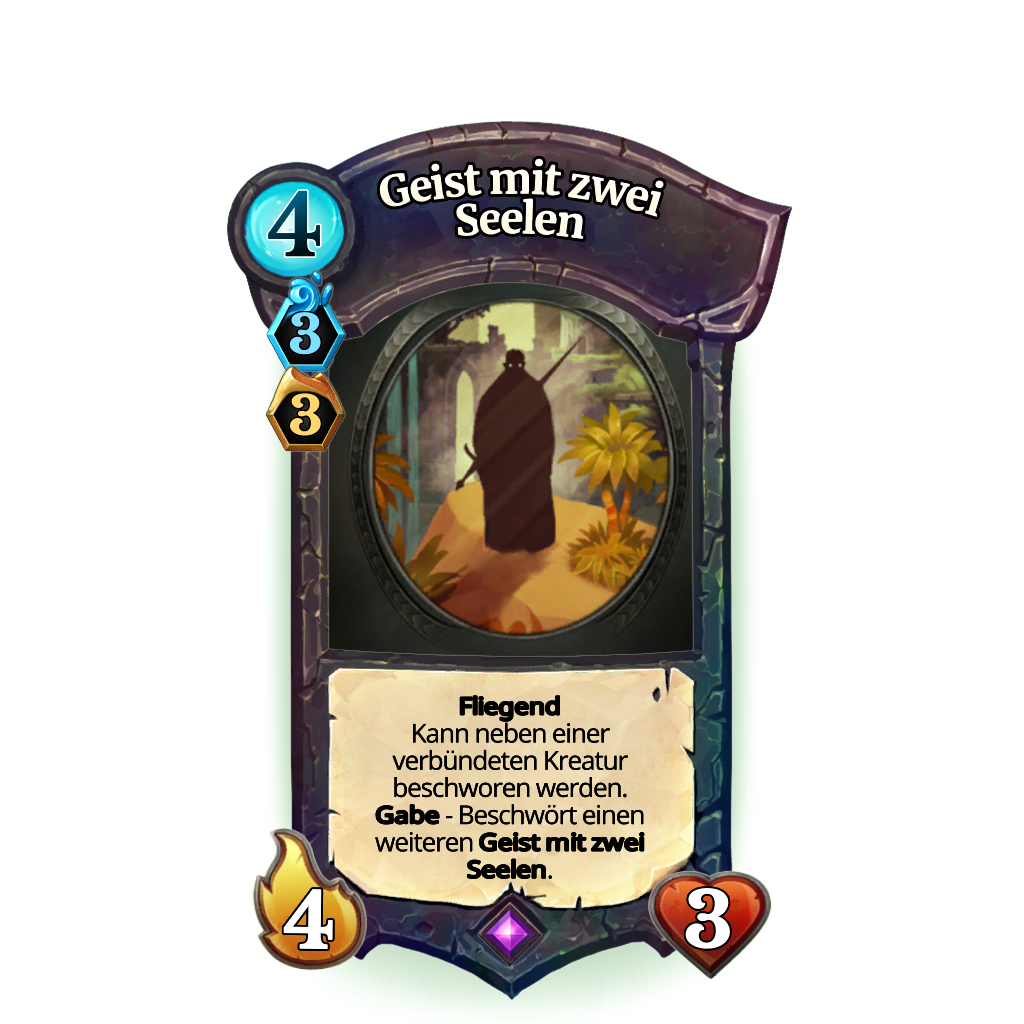 Geist mit zwei
Seelen
4
3
3
Fliegend
Kann neben einer
verbündeten Kreatur
beschworen werden.
Gabe - Beschwört einen
weiteren Geist mit zwei
Seelen.
4
3